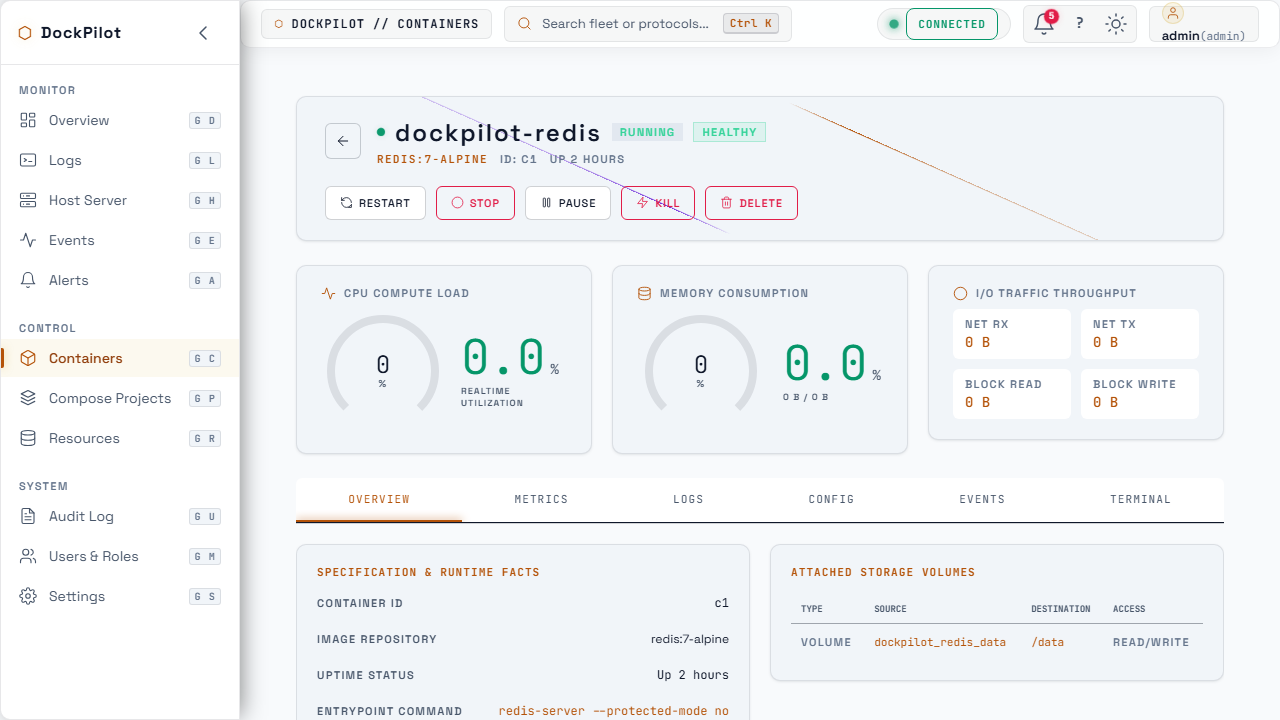 DockPilot
MONITOR
Overview G D
Logs G L
Host Server G H
Events G E
Alerts G A
CONTROL
Containers G C
Compose Projects G P
Resources G R
SYSTEM
Audit Log G U
Users & Roles G M
Settings G S
DOCKPILOT // CONTAINERS
Search fleet or protocols... Ctrl K
CONNECTED
5
?
admin(admin)
dockpilot-redis RUNNING HEALTHY
REDIS:7-ALPINE ID: C1 UP 2 HOURS
RESTART STOP PAUSE KILL DELETE
CPU COMPUTE LOAD
0
%
0.0%
REALTIME
UTILIZATION
MEMORY CONSUMPTION
0
%
0.0%
0 B / 0 B
I/O TRAFFIC THROUGHPUT
NET RX
0 B
NET TX
0 B
BLOCK READ
0 B
BLOCK WRITE
0 B
OVERVIEW METRICS LOGS CONFIG EVENTS TERMINAL
SPECIFICATION & RUNTIME FACTS
CONTAINER ID c1
IMAGE REPOSITORY redis:7-alpine
UPTIME STATUS Up 2 hours
ENTRYPOINT COMMAND redis-server --protected-mode no
ATTACHED STORAGE VOLUMES
TYPE SOURCE DESTINATION ACCESS
VOLUME dockpilot_redis_data /data READ/WRITE